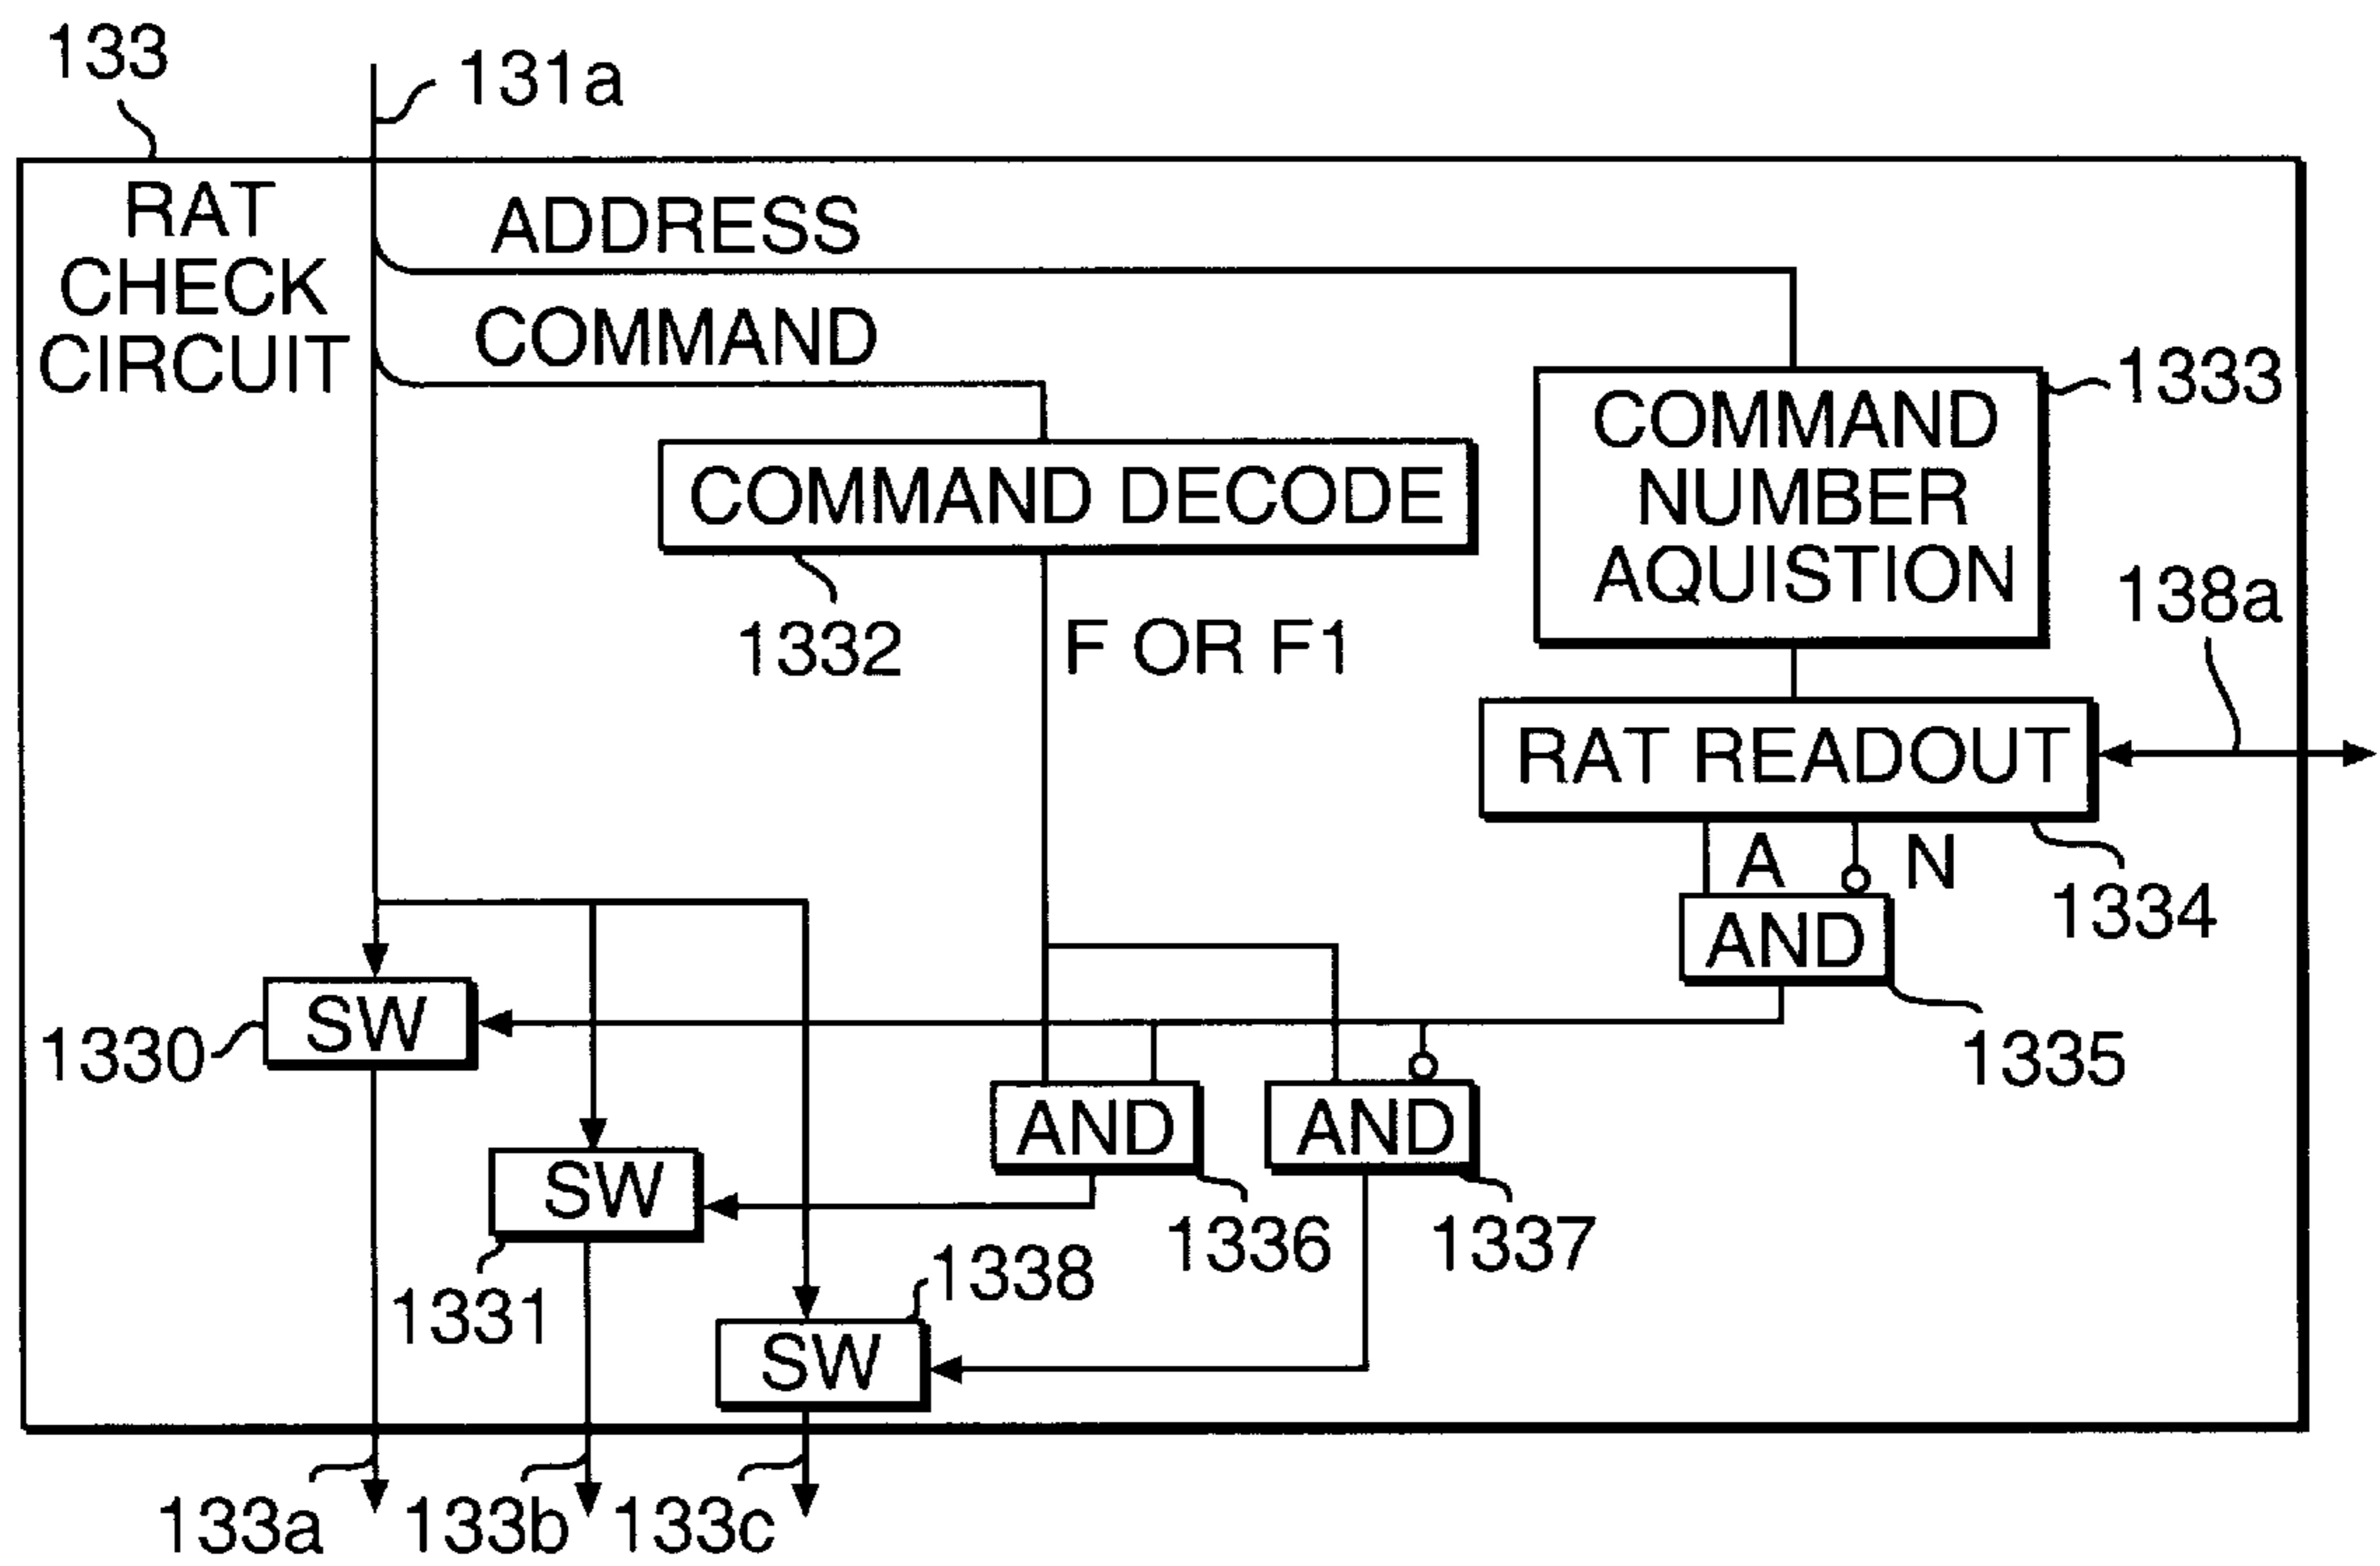 133
131a
RAT
CHECK
CIRCUIT
ADDRESS
COMMAND
1333
COMMAND
NUMBER
AQUISTION
COMMAND DECODE
138a
1332
F OR F1
RAT READOUT
A
N
1334
AND
1335
SW
1330
AND
AND
SW
1336
1337
1331
1338
SW
133a
133b
133c